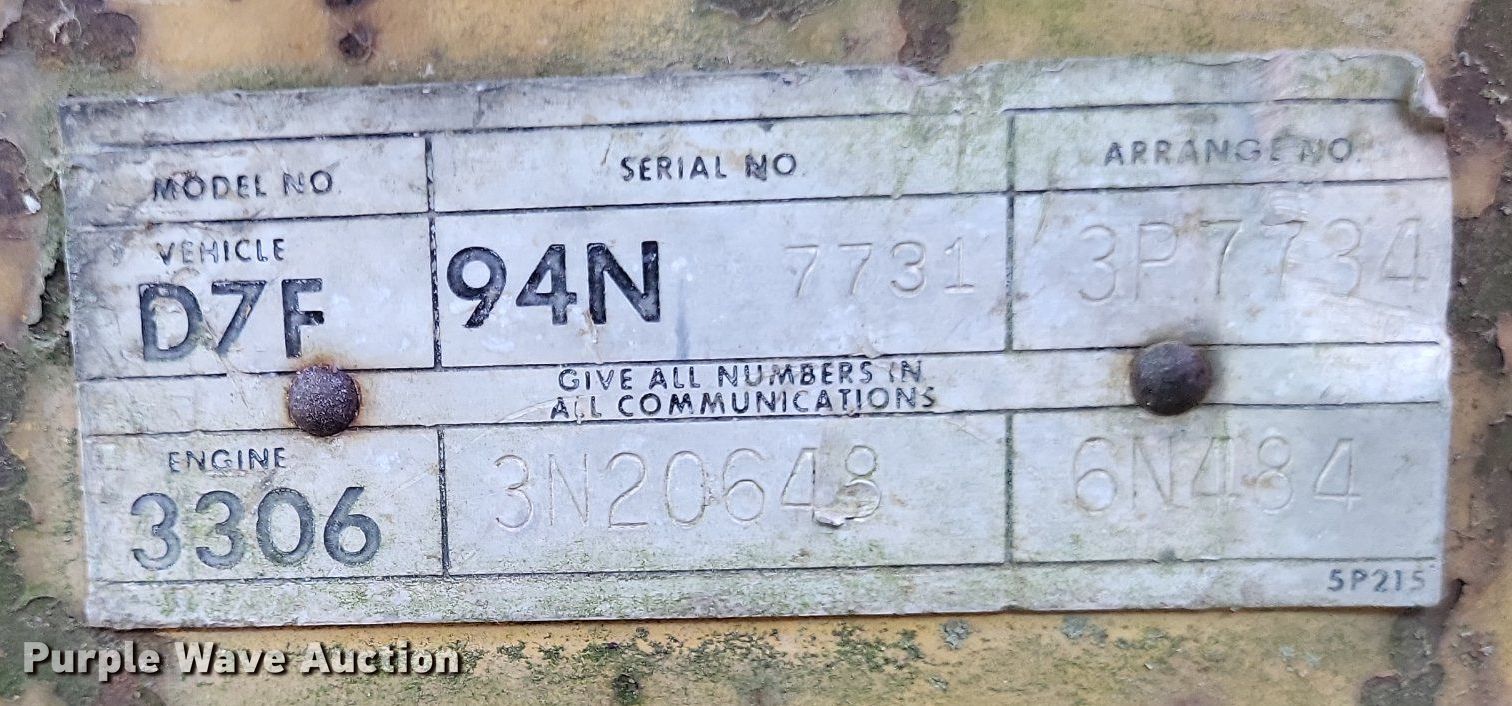 MODEL NO. SERIAL NO. ARRANGE NO.
VEHICLE
D7F 94N 7731 3P7734
GIVE ALL NUMBERS IN
ALL COMMUNICATIONS
ENGINE
3306 3N20648 6N484
5P215
Purple Wave Auction